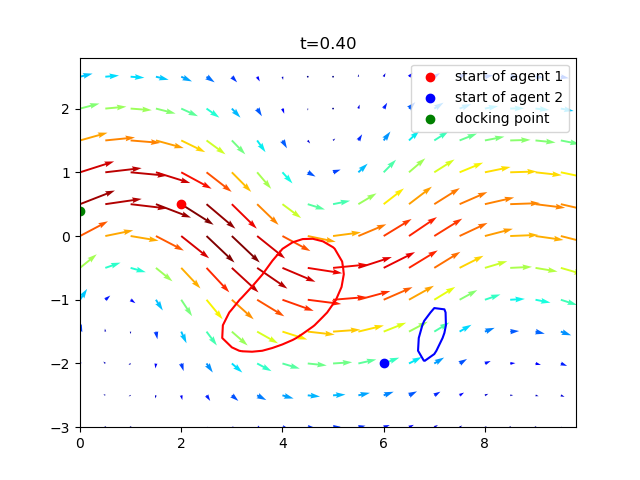 t=0.40
start of agent 1
start of agent 2
docking point
2
1
0
−1
−2
−3
0
2
4
6
8